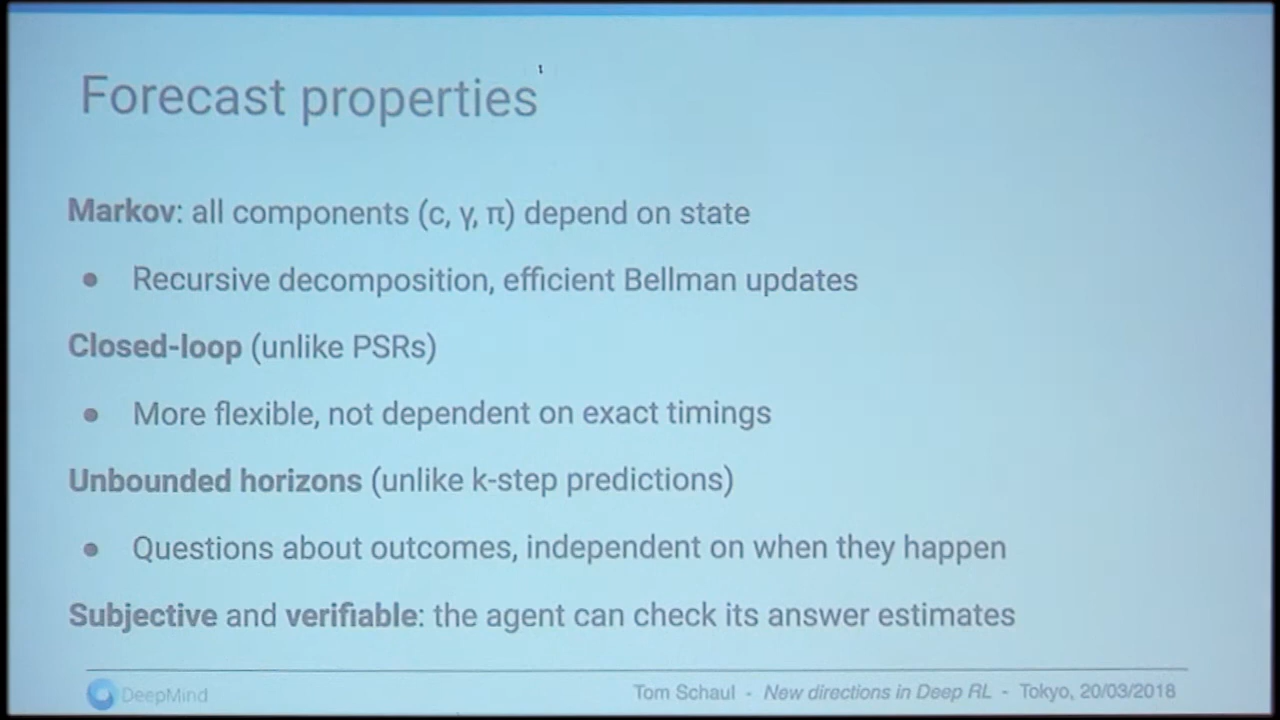 Forecast properties
Markov: all components (c, γ, π) depend on state
● Recursive decomposition, efficient Bellman updates
Closed-loop (unlike PSRs)
● More flexible, not dependent on exact timings
Unbounded horizons (unlike k-step predictions)
● Questions about outcomes, independent on when they happen
Subjective and verifiable: the agent can check its answer estimates
DeepMind
Tom Schaul - New directions in Deep RL - Tokyo, 20/03/2018